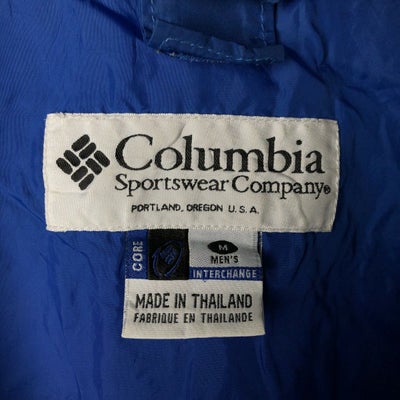 Columbia
Sportswear Company®
PORTLAND, OREGON U.S.A.
CORE
M
MEN'S
INTERCHANGE
MADE IN THAILAND
FABRIQUE EN THAILANDE